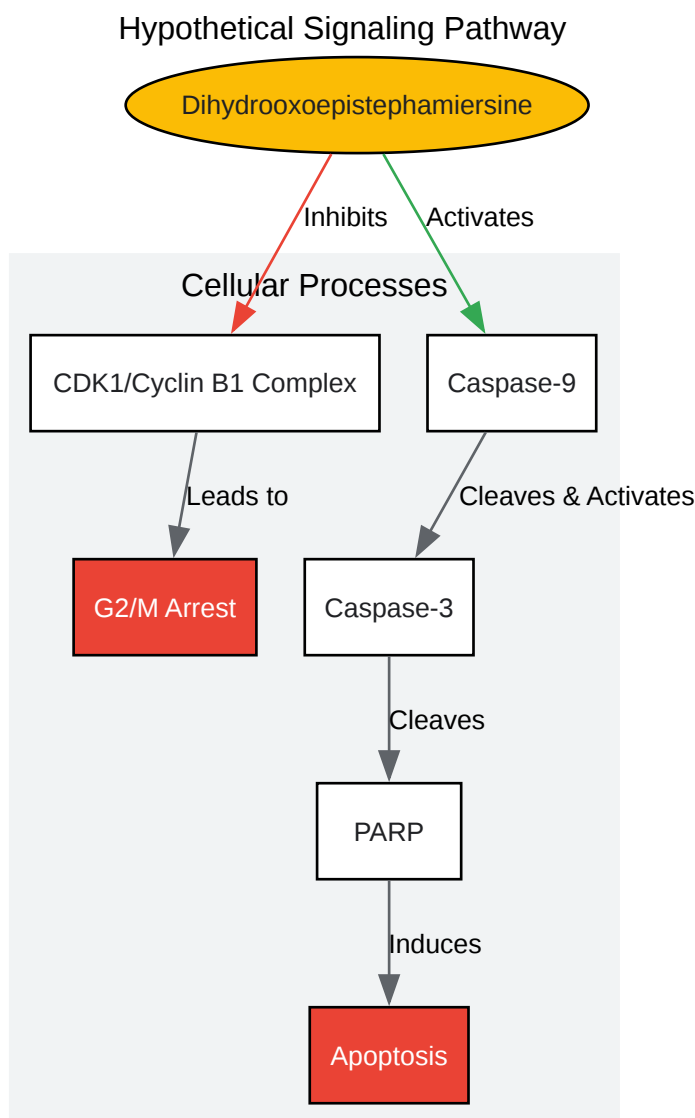 Hypothetical Signaling Pathway
Dihydrooxoepistephamiersine
Inhibits
Activates
Cellular Processes
CDK1/Cyclin B1 Complex
Caspase-9
Leads to
Cleaves & Activates
G2/M Arrest
Caspase-3
Cleaves
PARP
Induces
Apoptosis